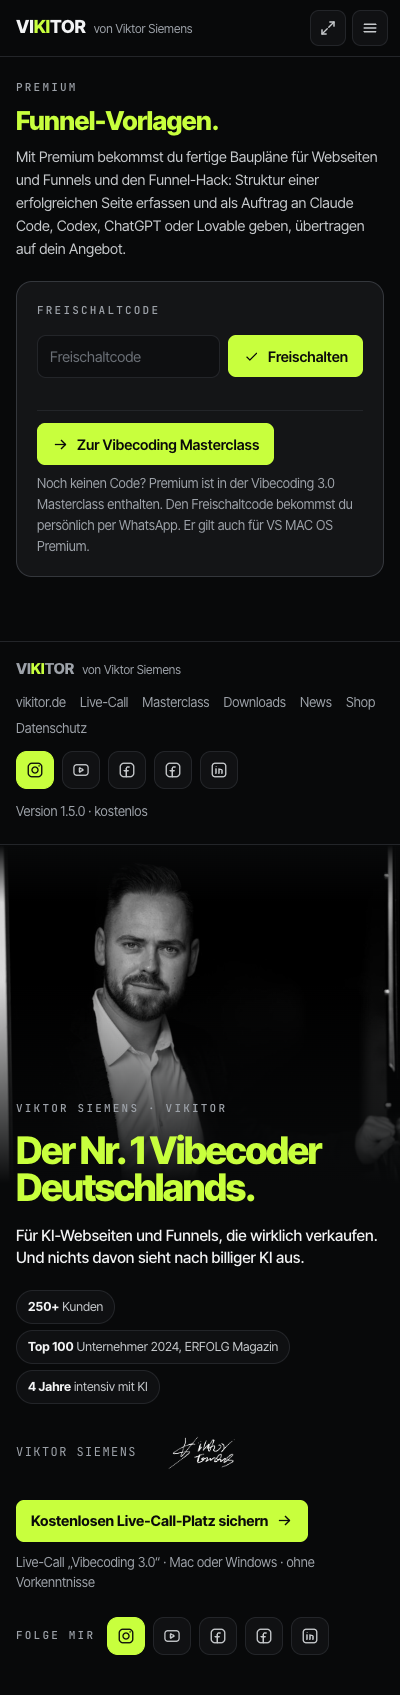 VIKITOR von Viktor Siemens
PREMIUM
Funnel-Vorlagen.
Mit Premium bekommst du fertige Baupläne für Webseiten
und Funnels und den Funnel-Hack: Struktur einer
erfolgreichen Seite erfassen und als Auftrag an Claude
Code, Codex, ChatGPT oder Lovable geben, übertragen
auf dein Angebot.
FREISCHALTCODE
Freischaltcode
Freischalten
Zur Vibecoding Masterclass
Noch keinen Code? Premium ist in der Vibecoding 3.0
Masterclass enthalten. Den Freischaltcode bekommst du
persönlich per WhatsApp. Er gilt auch für VS MAC OS
Premium.
VIKITOR von Viktor Siemens
vikitor.de Live-Call Masterclass Downloads News Shop
Datenschutz
Version 1.5.0 · kostenlos
VIKTOR SIEMENS · VIKITOR
Der Nr. 1 Vibecoder
Deutschlands.
Für KI-Webseiten und Funnels, die wirklich verkaufen.
Und nichts davon sieht nach billiger KI aus.
250+ Kunden
Top 100 Unternehmer 2024, ERFOLG Magazin
4 Jahre intensiv mit KI
VIKTOR SIEMENS
Kostenlosen Live-Call-Platz sichern
Live-Call „Vibecoding 3.0“ · Mac oder Windows · ohne
Vorkenntnisse
FOLGE MIR